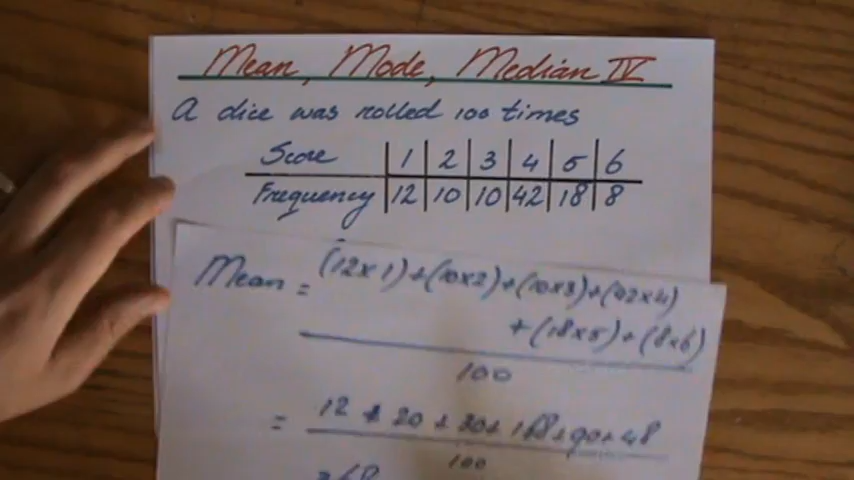 Mean, Mode, Median IV
A dice was rolled 100 times
Score 1 2 3 4 5 6
Frequency 12 10 10 42 18 8
Mean = (12x1)+(10x2)+(10x3)+(42x4)
+(18x5)+(8x6)
100
= 12 + 20 + 30 + 168 + 90 + 48
100
368